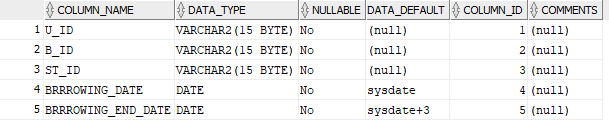 COLUMN_NAME DATA_TYPE NULLABLE DATA_DEFAULT COLUMN_ID COMMENTS
1 U_ID VARCHAR2(15 BYTE) No (null) 1 (null)
2 B_ID VARCHAR2(15 BYTE) No (null) 2 (null)
3 ST_ID VARCHAR2(15 BYTE) No (null) 3 (null)
4 BRRROWING_DATE DATE No sysdate 4 (null)
5 BRRROWING_END_DATE DATE No sysdate+3 5 (null)